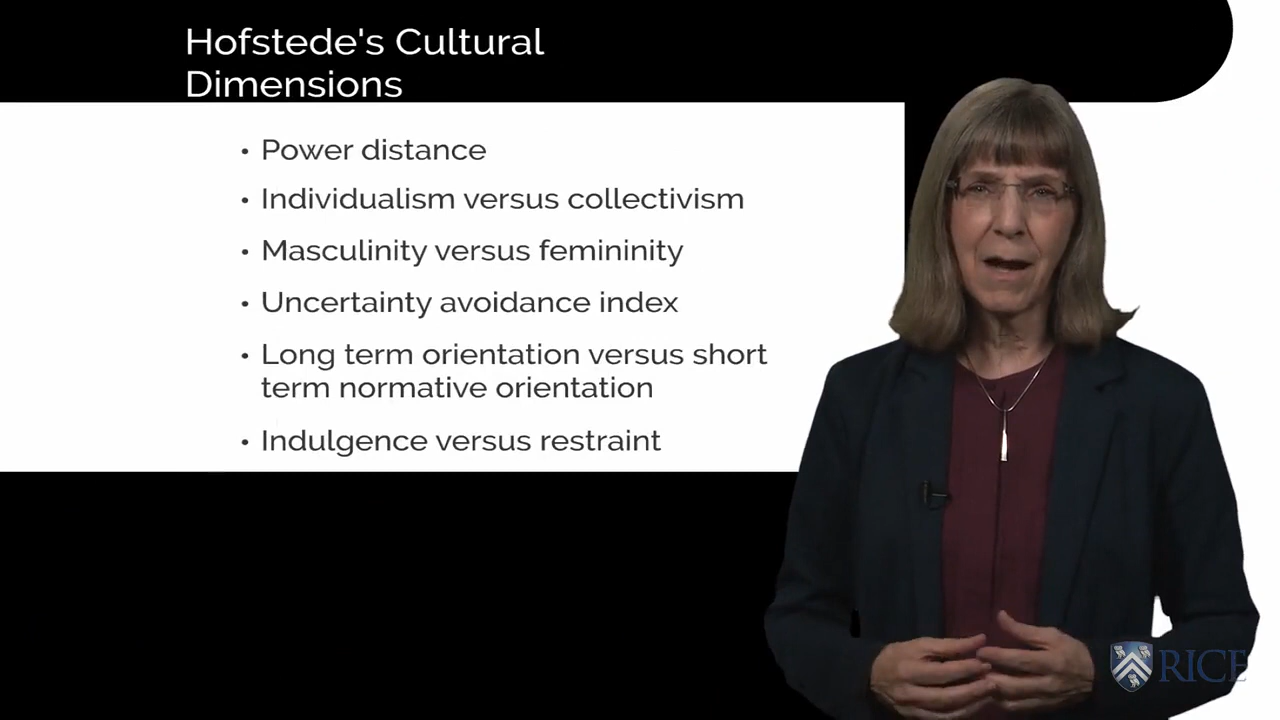 Hofstede's Cultural
Dimensions
• Power distance
• Individualism versus collectivism
• Masculinity versus femininity
• Uncertainty avoidance index
• Long term orientation versus short
term normative orientation
• Indulgence versus restraint
RICE